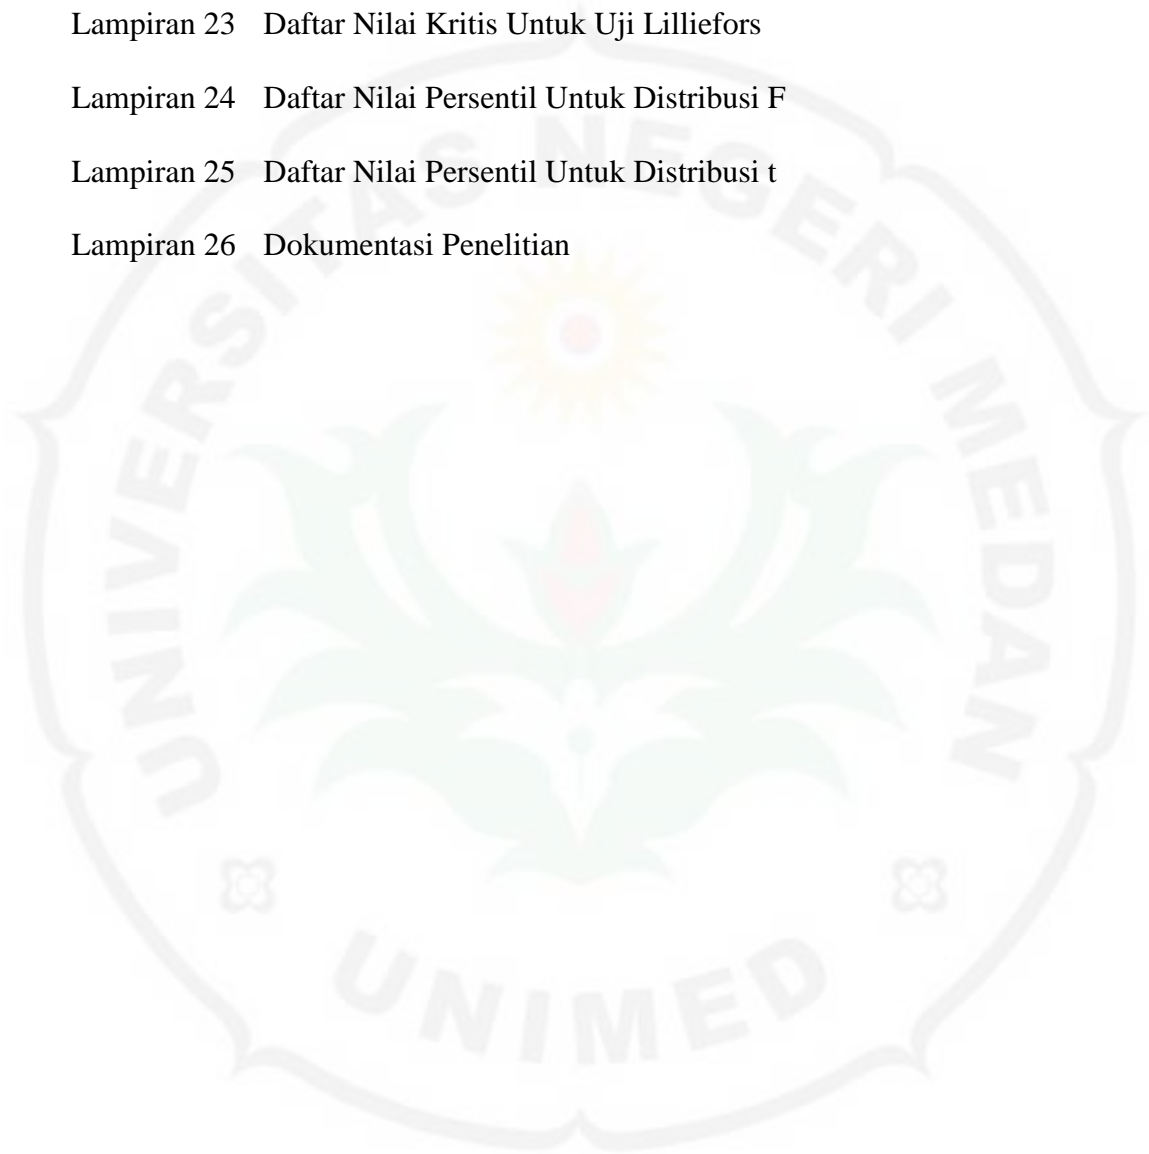 Lampiran 23 Daftar Nilai Kritis Untuk Uji Lilliefors
Lampiran 24 Daftar Nilai Persentil Untuk Distribusi F
Lampiran 25 Daftar Nilai Persentil Untuk Distribusi t
Lampiran 26 Dokumentasi Penelitian
UNIVERSITAS NEGERI MEDAN
UNIMED